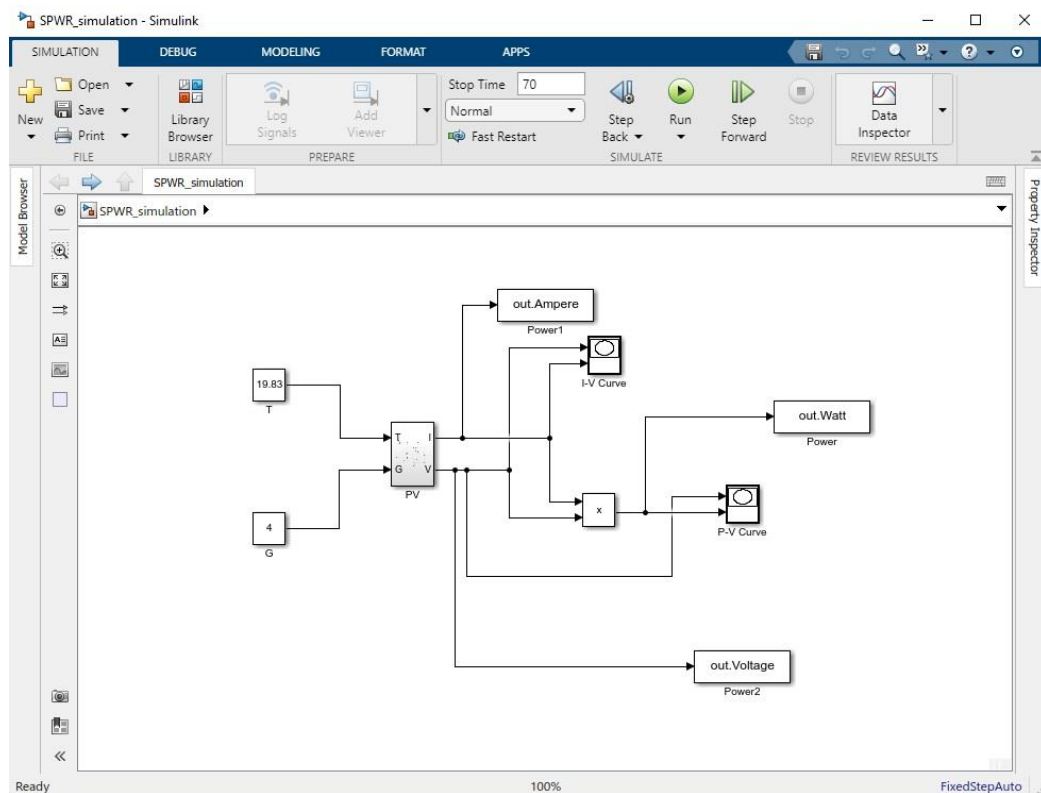 SPWR_simulation - Simulink
SIMULATION DEBUG MODELING FORMAT APPS
New
Open
Save
Print
FILE
Library
Browser
LIBRARY
Log
Signals
Add
Viewer
PREPARE
Stop Time 70
Normal
Fast Restart
Step
Back
Run
Step
Forward
Stop
SIMULATE
Data
Inspector
REVIEW RESULTS
Model Browser
SPWR_simulation
SPWR_simulation
Property Inspector
out.Ampere
Power1
I-V Curve
19.83
T
out.Watt
Power
T I
G V
PV
x
P-V Curve
4
G
out.Voltage
Power2
Ready
100%
FixedStepAuto